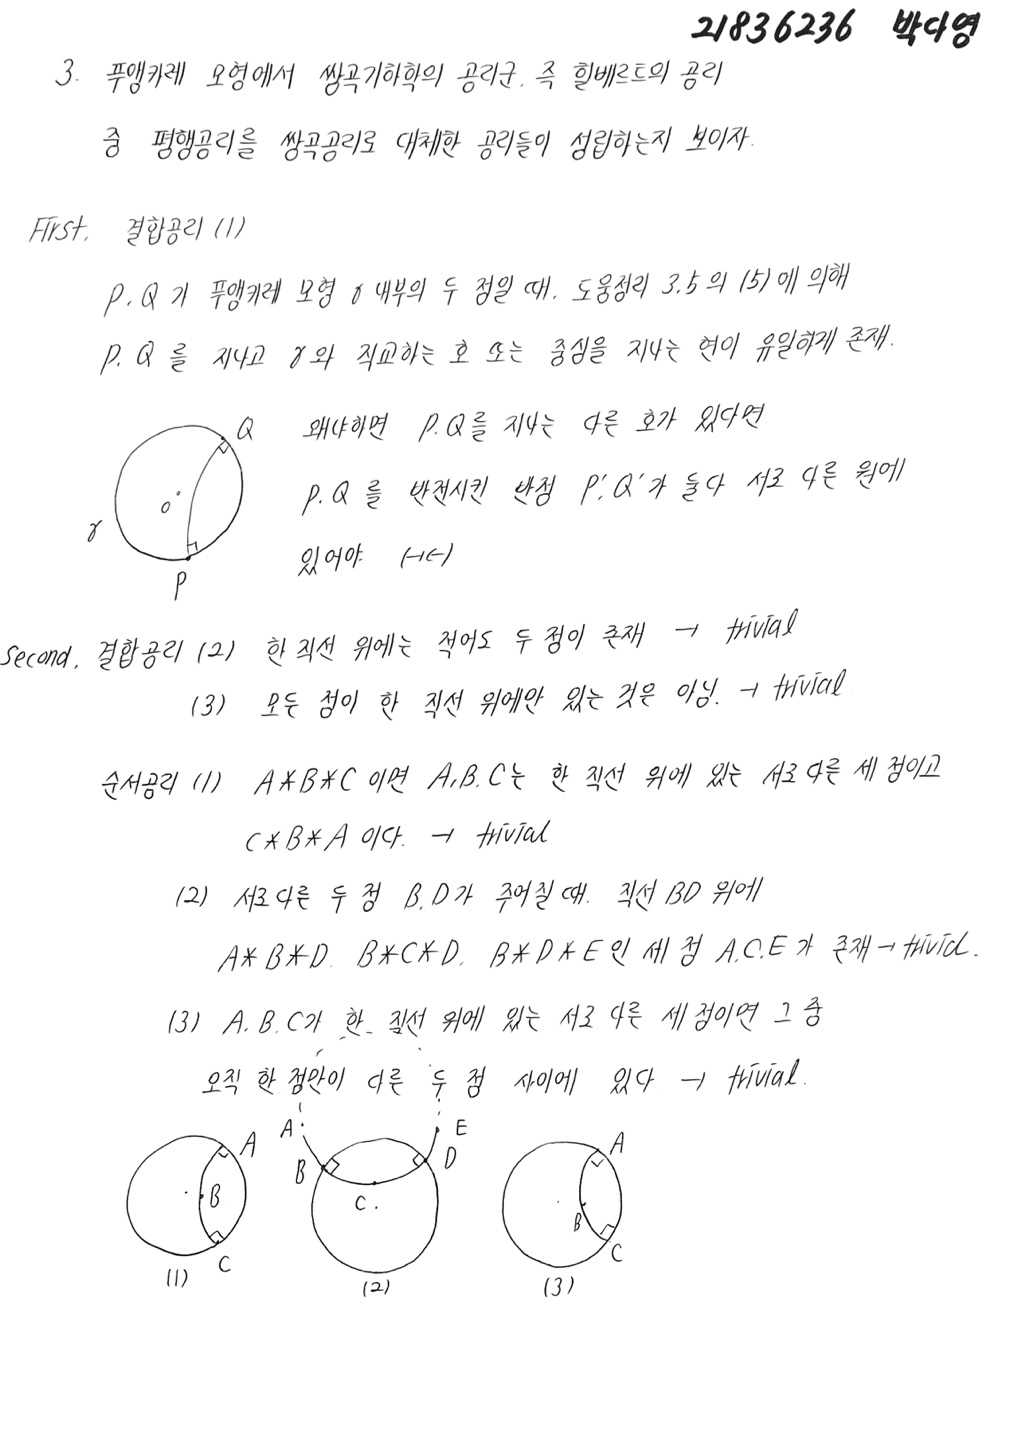 21836236 박다영
3. 푸앵카레 모형에서 쌍곡기하학의 공리군. 즉 힐베르트의 공리
중 평행공리를 쌍곡공리로 대체한 공리들이 성립하는지 보이자.
First. 결합공리 (1)
P.Q가 푸앵카레 모형 γ 내부의 두 점일 때. 도움정리 3.5의 (5)에 의해
P.Q를 지나고 γ와 직교하는 호 또는 중심을 지나는 현이 유일하게 존재.
왜냐하면 P.Q를 지나는 다른 호가 있다면
P.Q를 반전시킨 반점 P′, Q′가 둘다 서로 다른 원에
있어야 (→←)
Q
O
γ
P
Second. 결합공리 (2) 한 직선 위에는 적어도 두 점이 존재 → trivial
(3) 모든 점이 한 직선 위에만 있는 것은 아님. → trivial
순서공리 (1) A*B*C 이면 A,B,C는 한 직선 위에 있는 서로 다른 세 점이고
C*B*A 이다. → trivial
(2) 서로 다른 두 점 B,D가 주어질 때. 직선 BD 위에
A*B*D. B*C*D. B*D*E인 세 점 A.C.E가 존재 → trivial.
(3) A.B.C가 한 직선 위에 있는 서로 다른 세 점이면 그 중
오직 한 점만이 다른 두 점 사이에 있다 → trivial.
A B C (1)
A B C D E (2)
A B C (3)